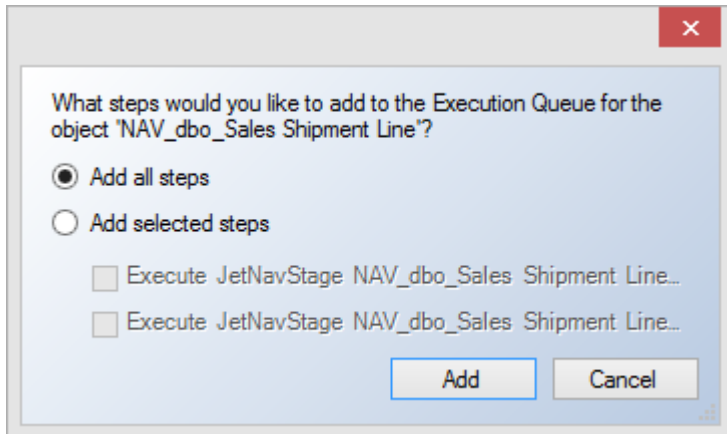 What steps would you like to add to the Execution Queue for the
object "NAV_dbo_Sales Shipment Line"?
Add all steps
Add selected steps
Execute JetNavStage NAV_dbo_Sales Shipment Line...
Execute JetNavStage NAV_dbo_Sales Shipment Line...
Add
Cancel